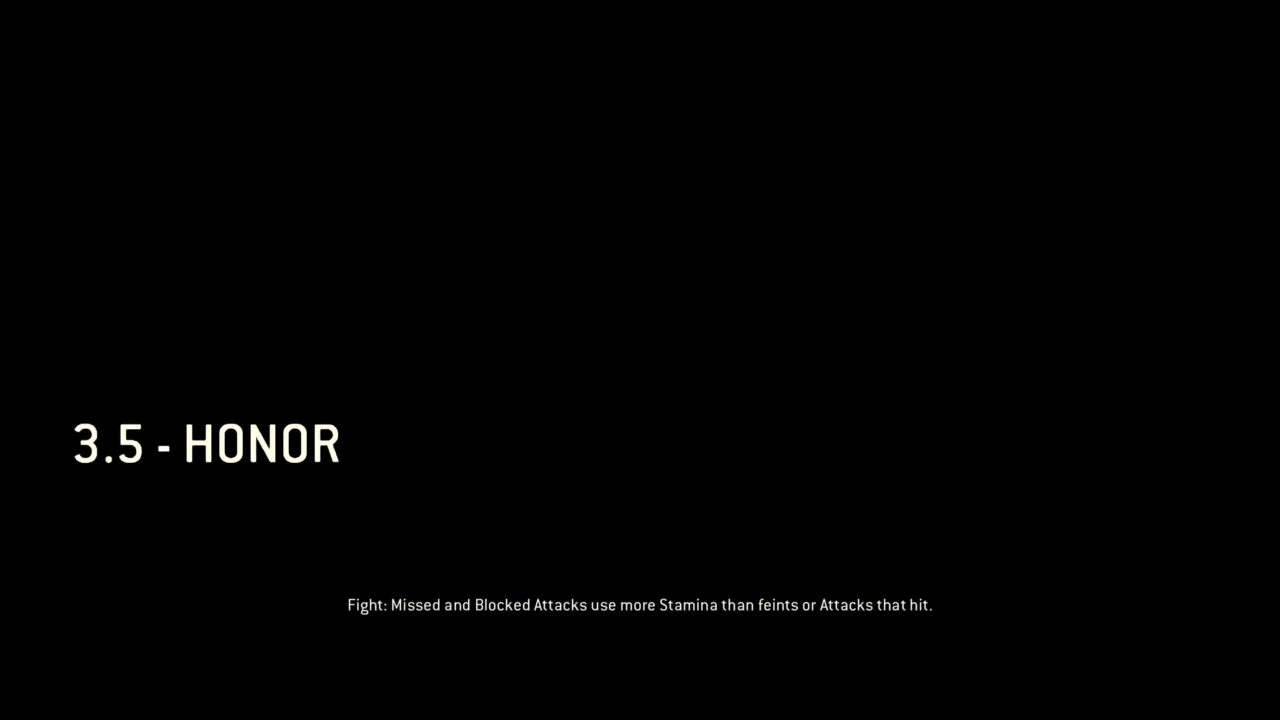 3.5 - HONOR
Fight: Missed and Blocked Attacks use more Stamina than feints or Attacks that hit.